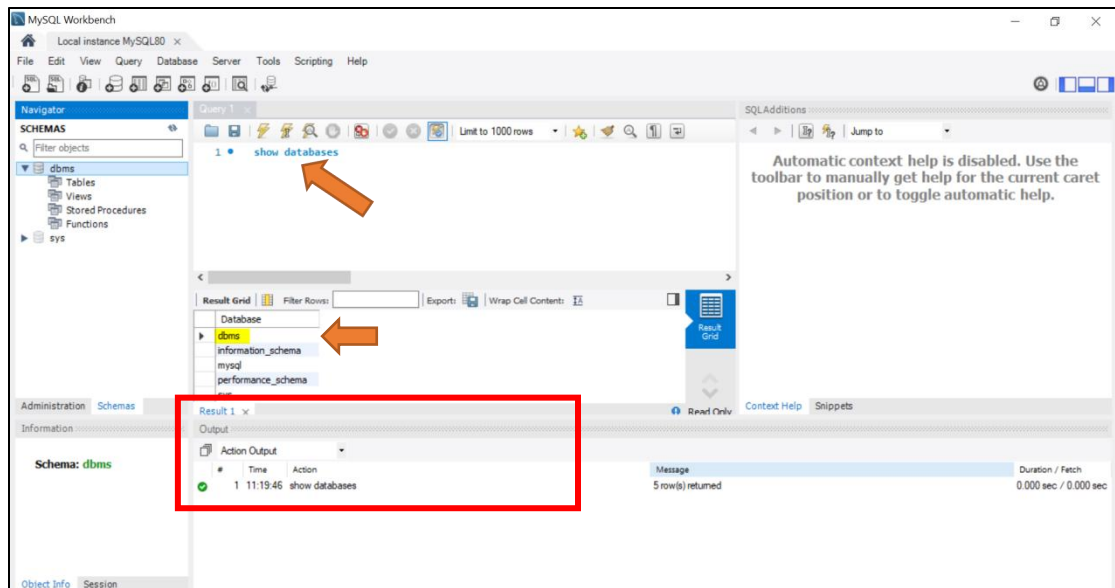 MySQL Workbench
Local instance MySQL80
File Edit View Query Database Server Tools Scripting Help
Navigator
SCHEMAS
Filter objects
dbms
Tables
Views
Stored Procedures
Functions
sys
Administration Schemas
Information
Schema: dbms
Object Info Session
Query 1
Limit to 1000 rows
1 show databases
Result Grid Filter Rows: Export: Wrap Cell Content:
Database
dbms
information_schema
mysql
performance_schema
sys
Result Grid
Result 1
Read Only
Output
Action Output
# Time Action Message Duration / Fetch
1 11:19:46 show databases 5 row(s) returned 0.000 sec / 0.000 sec
SQLAdditions
Jump to
Automatic context help is disabled. Use the
toolbar to manually get help for the current caret
position or to toggle automatic help.
Context Help Snippets